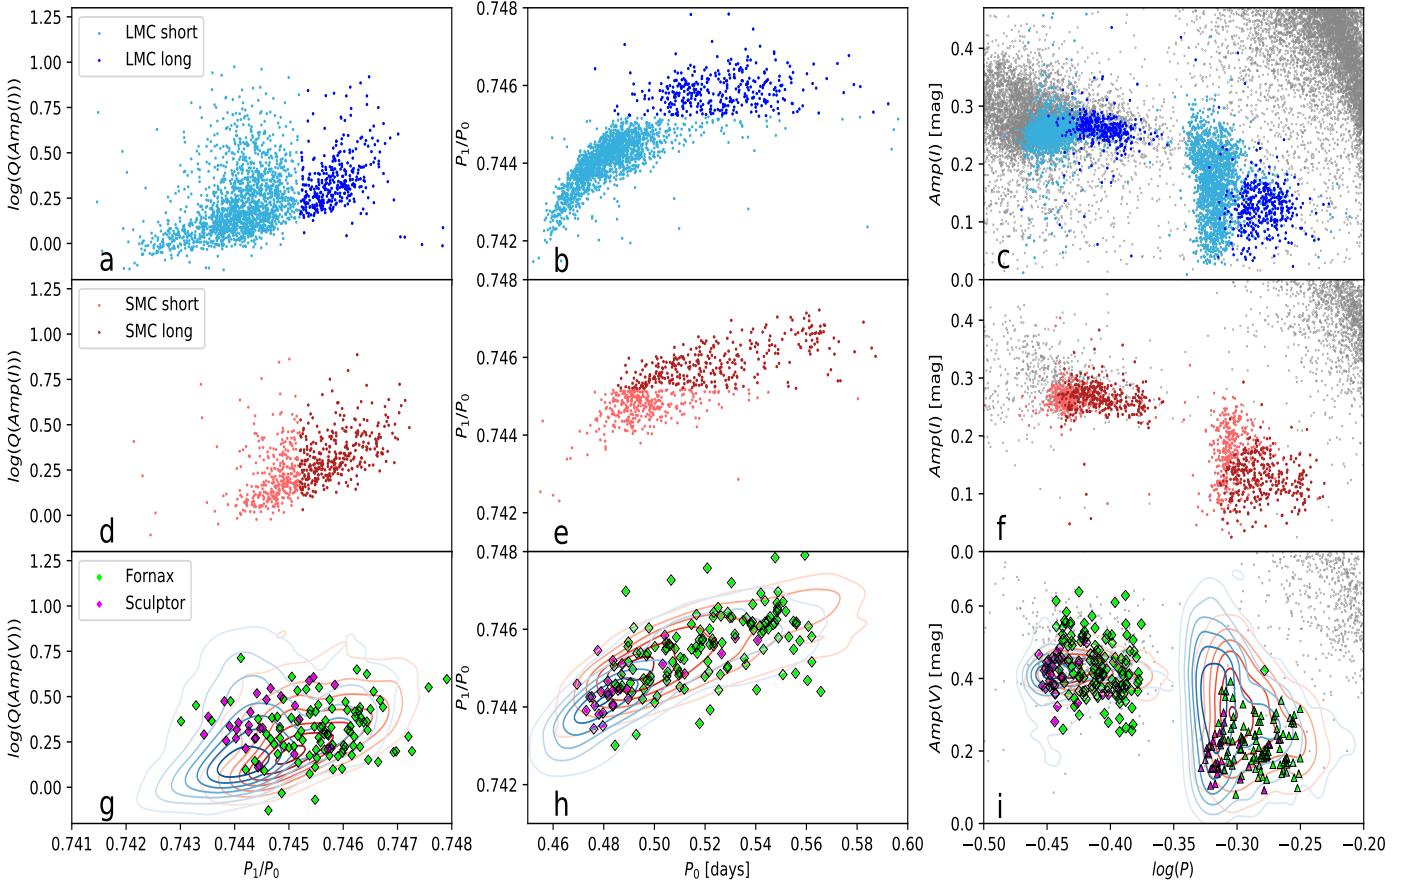 1.25
1.00
0.75
0.50
0.25
0.00
log(Q(Amp(I)))
LMC short
LMC long
a
0.748
0.746
0.744
0.742
P1/P0
b
0.4
0.3
0.2
0.1
0.0
Amp(I) [mag]
c
1.25
1.00
0.75
0.50
0.25
0.00
log(Q(Amp(I)))
SMC short
SMC long
d
0.748
0.746
0.744
0.742
P1/P0
e
0.4
0.3
0.2
0.1
0.0
Amp(I) [mag]
f
1.25
1.00
0.75
0.50
0.25
0.00
log(Q(Amp(V)))
Fornax
Sculptor
g
0.741 0.742 0.743 0.744 0.745 0.746 0.747 0.748
P1/P0
0.748
0.746
0.744
0.742
P1/P0
h
0.46 0.48 0.50 0.52 0.54 0.56 0.58 0.60
P0 [days]
0.6
0.4
0.2
0.0
Amp(V) [mag]
i
−0.50 −0.45 −0.40 −0.35 −0.30 −0.20 −0.20
log(P)